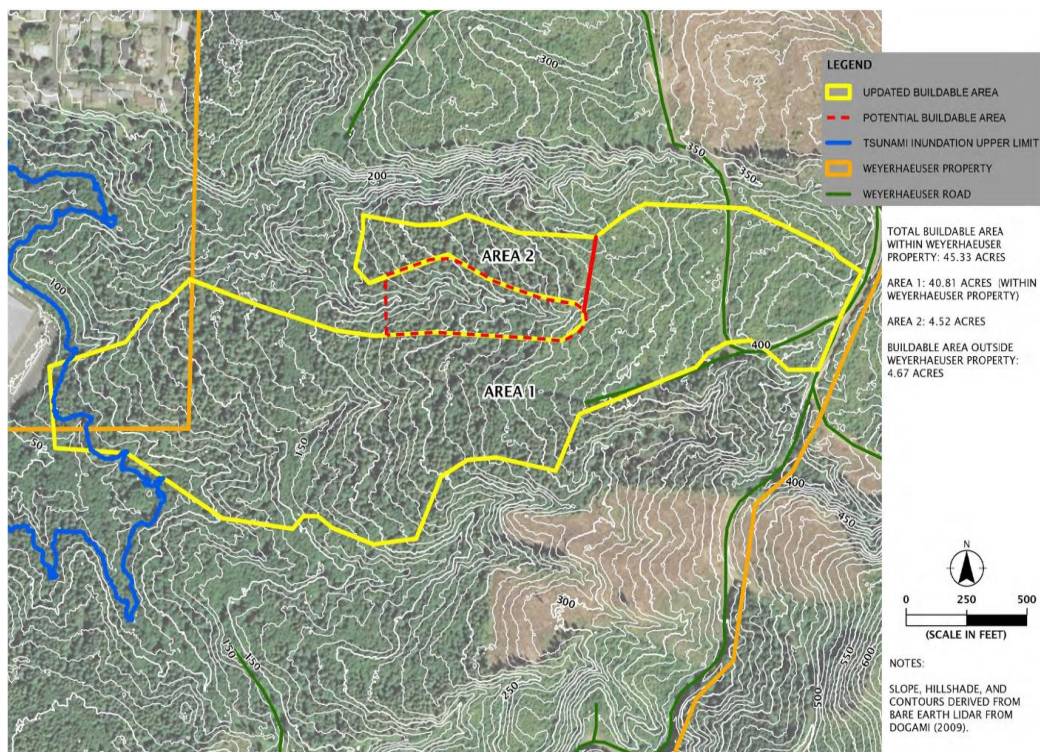 300
LEGEND
UPDATED BUILDABLE AREA
POTENTIAL BUILDABLE AREA
TSUNAMI INUNDATION UPPER LIMIT
WEYERHAEUSER PROPERTY
WEYERHAEUSER ROAD
350
350
200
TOTAL BUILDABLE AREA
WITHIN WEYERHAEUSER
PROPERTY: 45.33 ACRES
AREA 1: 40.81 ACRES (WITHIN
WEYERHAEUSER PROPERTY)
AREA 2: 4.52 ACRES
BUILDABLE AREA OUTSIDE
WEYERHAEUSER PROPERTY:
4.67 ACRES
AREA 2
100
400
AREA 1
150
50
400
450
N
0 250 500
(SCALE IN FEET)
300
150
150
250
550
600
500
NOTES:
SLOPE, HILLSHADE, AND
CONTOURS DERIVED FROM
BARE EARTH LIDAR FROM
DOGAMI (2009).